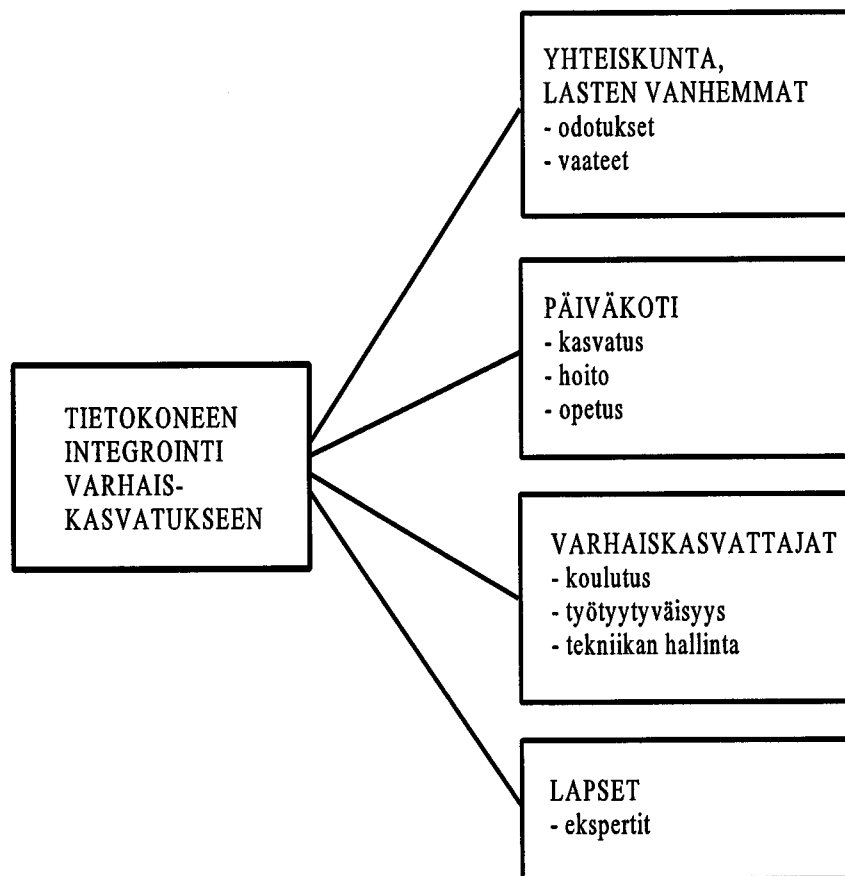 YHTEISKUNTA,
LASTEN VANHEMMAT
- odotukset
- vaateet
PÄIVÄKOTI
- kasvatus
- hoito
- opetus
TIETOKONEEN
INTEGROINTI
VARHAIS-
KASVATUKSEEN
VARHAISKASVATTAJAT
- koulutus
- työtyytyväisyys
- tekniikan hallinta
LAPSET
- ekspertit